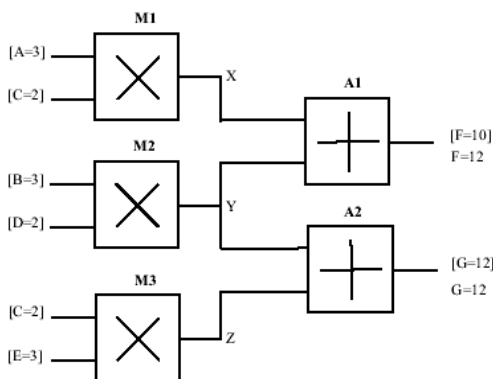 M1
[A=3]
X
[C=2]
A1
[F=10]
F=12
M2
[B=3]
Y
[D=2]
A2
[G=12]
G=12
M3
[C=2]
Z
[E=3]